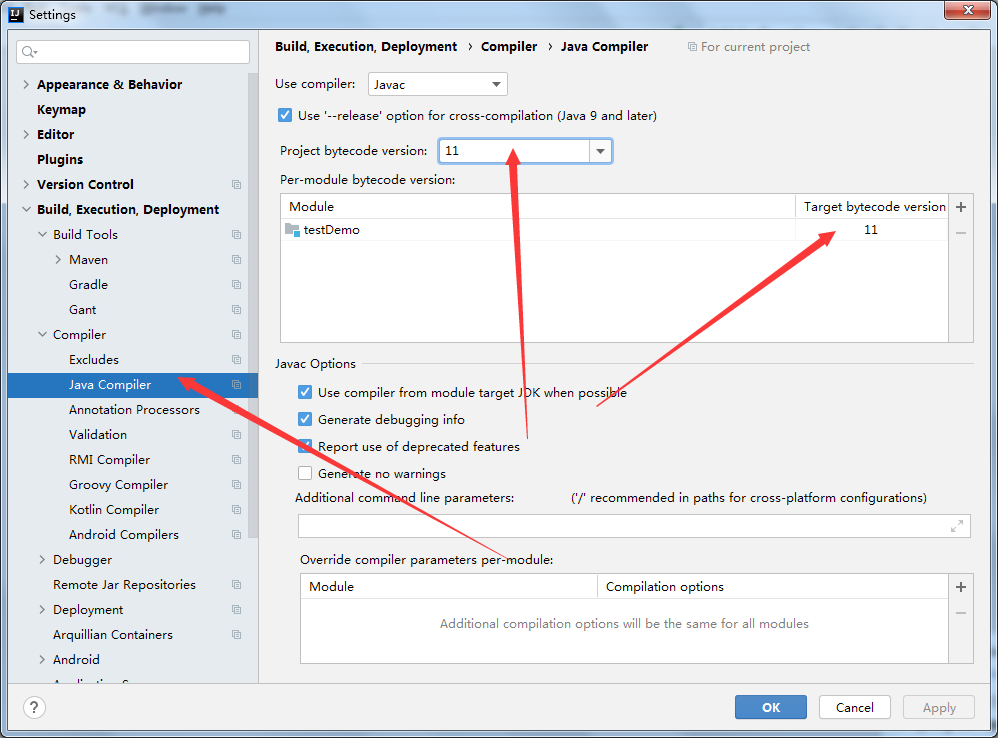 Settings
Appearance & Behavior
Keymap
Editor
Plugins
Version Control
Build, Execution, Deployment
Build Tools
Maven
Gradle
Gant
Compiler
Excludes
Java Compiler
Annotation Processors
Validation
RMI Compiler
Groovy Compiler
Kotlin Compiler
Android Compilers
Debugger
Remote Jar Repositories
Deployment
Arquillian Containers
Android
Build, Execution, Deployment › Compiler › Java Compiler For current project
Use compiler: Javac
Use '--release' option for cross-compilation (Java 9 and later)
Project bytecode version: 11
Per-module bytecode version:
Module Target bytecode version
testDemo 11
Javac Options
Use compiler from module target JDK when possible
Generate debugging info
Report use of deprecated features
Generate no warnings
Additional command line parameters: ('/' recommended in paths for cross-platform configurations)
Override compiler parameters per-module:
Module Compilation options
Additional compilation options will be the same for all modules
? OK Cancel Apply